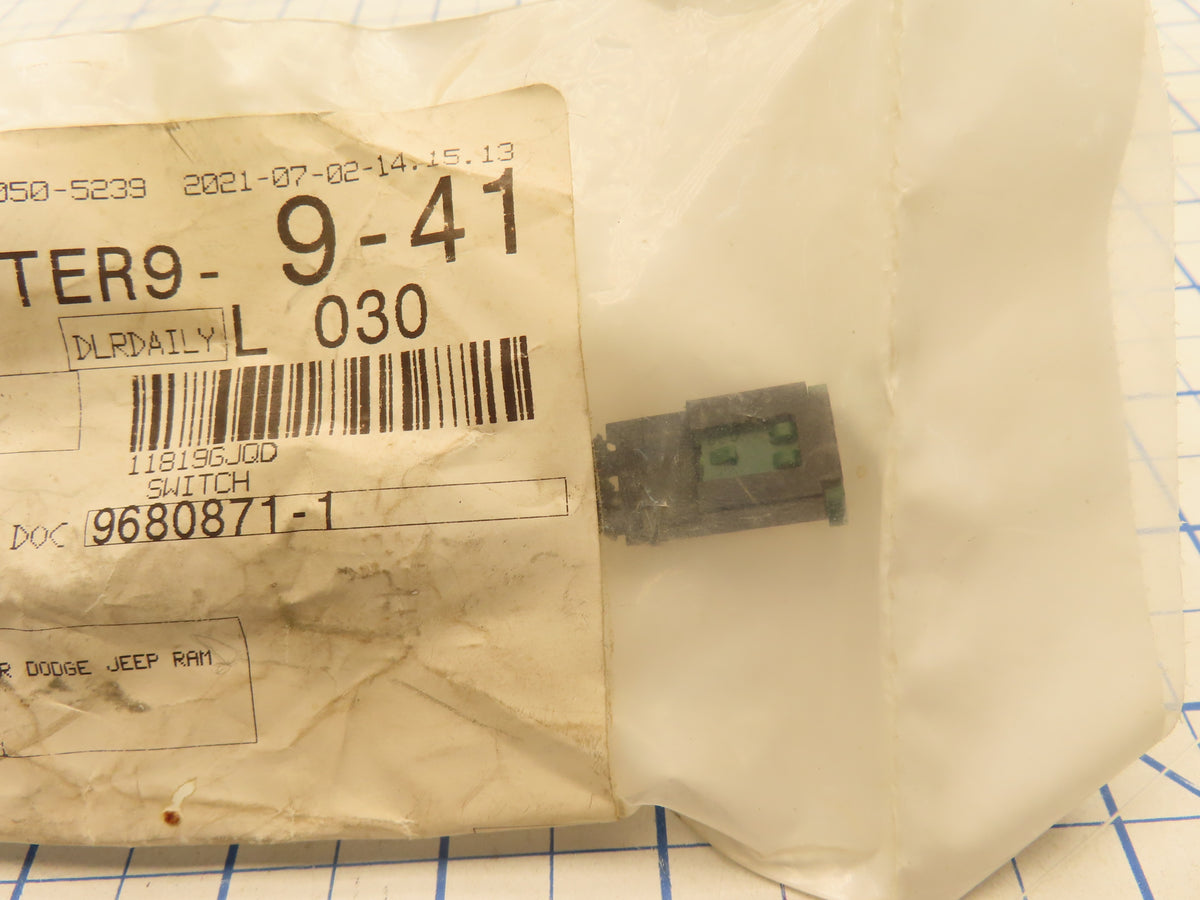 050-5239 2021-07-02-14.15.13
TER9- 9-41
DLRDAILY L 030
11819GJQD
SWITCH
DOC 9680871-1
R DODGE JEEP RAM